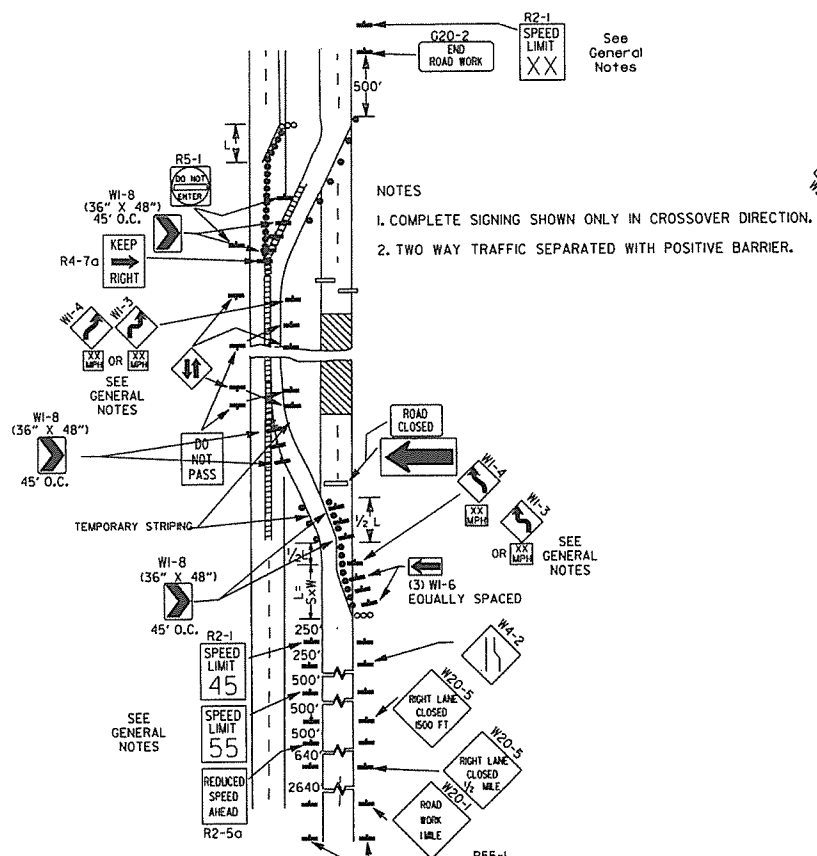 R2-1
SPEED
LIMIT
XX
See
General
Notes
G20-2
END
ROAD WORK
500'
L
R5-1
DO NOT
ENTER
W1-8
(36" X 48")
45' O.C.
KEEP
RIGHT
R4-7a
NOTES
1. COMPLETE SIGNING SHOWN ONLY IN CROSSOVER DIRECTION.
2. TWO WAY TRAFFIC SEPARATED WITH POSITIVE BARRIER.
W1-4
W1-3
XX
MPH
OR
XX
MPH
SEE
GENERAL
NOTES
W1-8
(36" X 48")
45' O.C.
DO
NOT
PASS
ROAD
CLOSED
W1-4
XX
MPH
W1-3
OR
XX
MPH
SEE
GENERAL
NOTES
TEMPORARY STRIPING
1/2 L
1/2 L
L=
SxW
W1-8
(36" X 48")
45' O.C.
(3) W1-6
EQUALLY SPACED
250'
250'
500'
500'
500'
640'
2640'
R2-1
SPEED
LIMIT
45
SPEED
LIMIT
55
SEE
GENERAL
NOTES
REDUCED
SPEED
AHEAD
R2-5a
W4-2
W20-5
RIGHT LANE
CLOSED
1500 FT
W20-5
RIGHT LANE
CLOSED
1/2 MILE
W20-1
ROAD
WORK
1 MILE